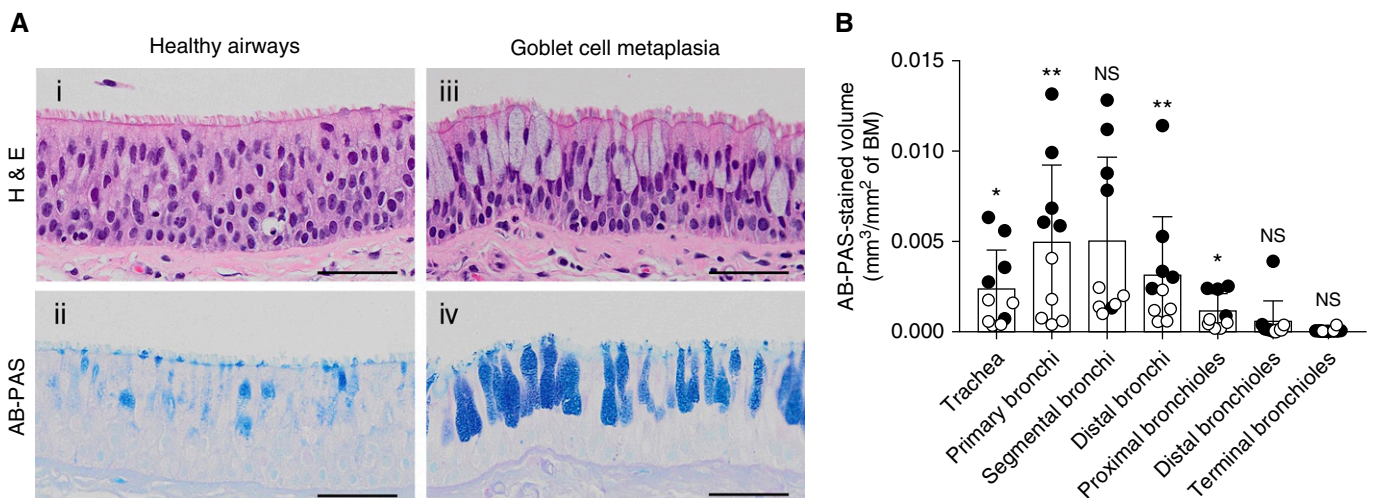 A
Healthy airways
Goblet cell metaplasia
H & E
i
iii
AB-PAS
ii
iv
B
AB-PAS-stained volume
(mm³/mm² of BM)
0.015
0.010
0.005
0.000
*
**
NS
**
*
NS
NS
Trachea
Primary bronchi
Segmental bronchi
Distal bronchi
Proximal bronchioles
Distal bronchioles
Terminal bronchioles